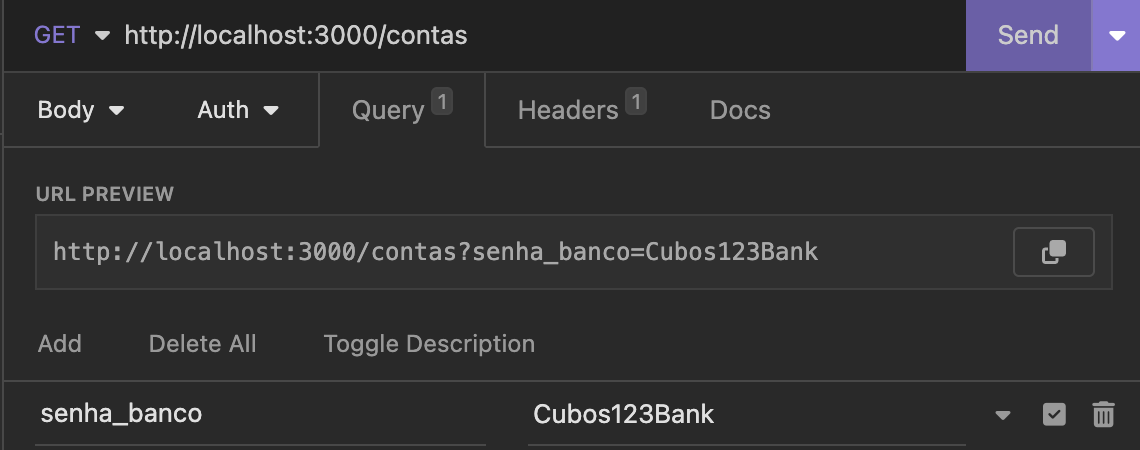 GET http://localhost:3000/contas Send
Body Auth Query 1 Headers 1 Docs
URL PREVIEW
http://localhost:3000/contas?senha_banco=Cubos123Bank
Add Delete All Toggle Description
senha_banco Cubos123Bank